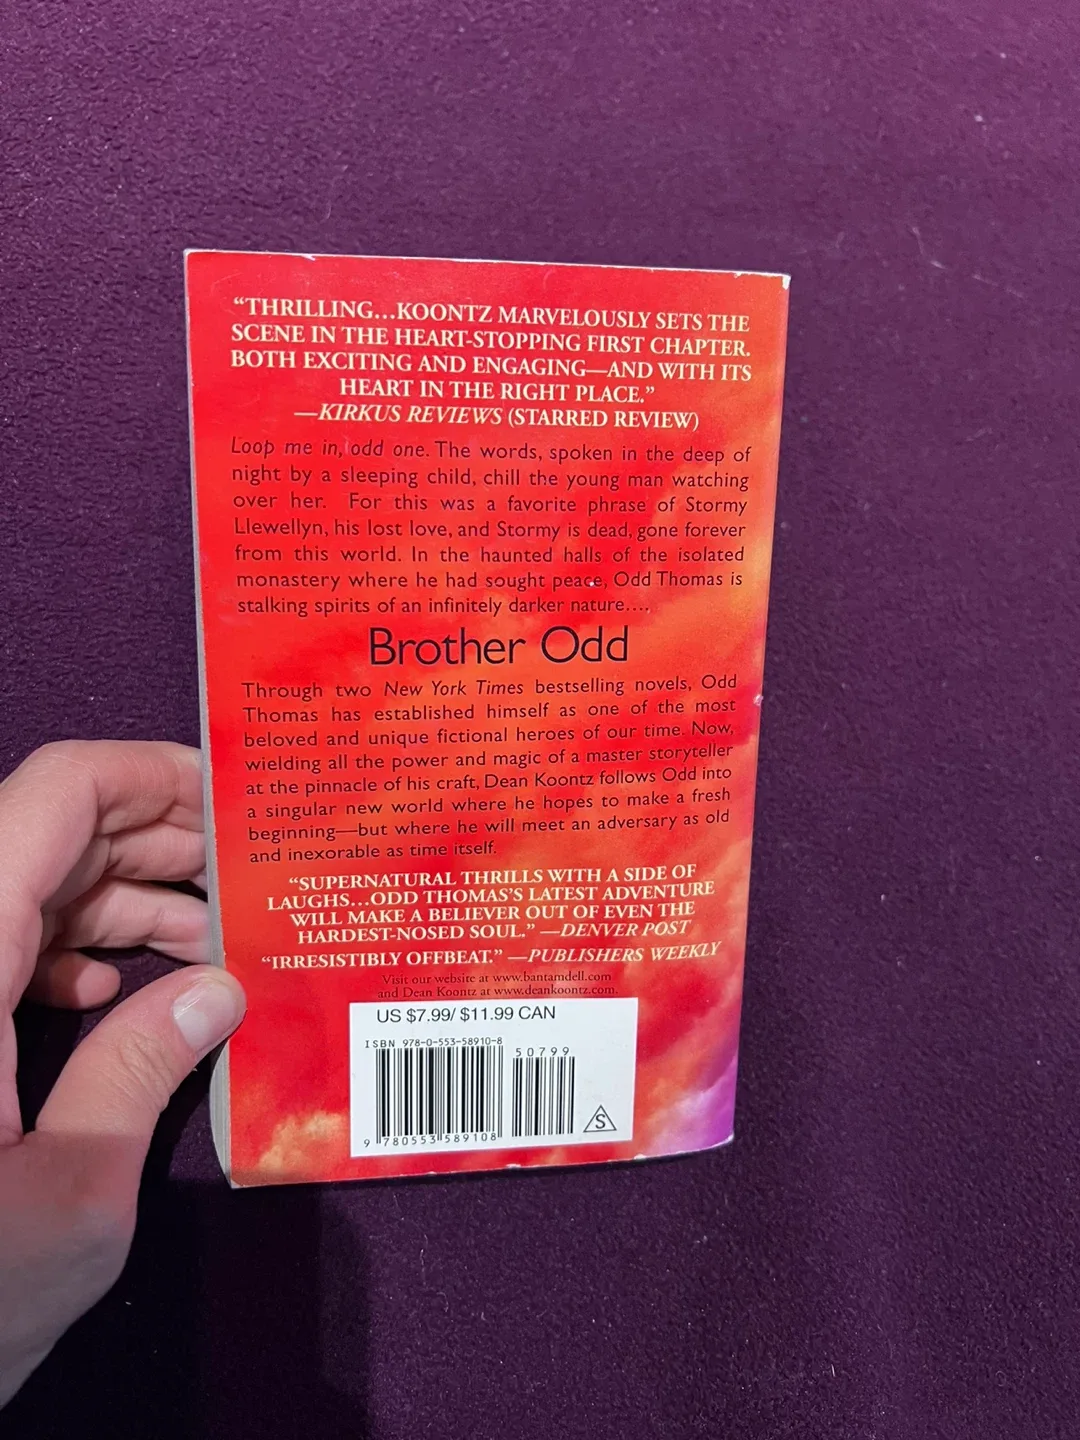 “THRILLING...KOONTZ MARVELOUSLY SETS THE
SCENE IN THE HEART-STOPPING FIRST CHAPTER.
BOTH EXCITING AND ENGAGING—AND WITH ITS
HEART IN THE RIGHT PLACE.”
—KIRKUS REVIEWS (STARRED REVIEW)
Loop me in, odd one. The words, spoken in the deep of
night by a sleeping child, chill the young man watching
over her. For this was a favorite phrase of Stormy
Llewellyn, his lost love, and Stormy is dead, gone forever
from this world. In the haunted halls of the isolated
monastery where he had sought peace, Odd Thomas is
stalking spirits of an infinitely darker nature....
Brother Odd
Through two New York Times bestselling novels, Odd
Thomas has established himself as one of the most
beloved and unique fictional heroes of our time. Now,
wielding all the power and magic of a master storyteller
at the pinnacle of his craft, Dean Koontz follows Odd into
a singular new world where he hopes to make a fresh
beginning—but where he will meet an adversary as old
and inexorable as time itself.
“SUPERNATURAL THRILLS WITH A SIDE OF
LAUGHS...ODD THOMAS’S LATEST ADVENTURE
WILL MAKE A BELIEVER OUT OF EVEN THE
HARDEST-NOSED SOUL.” —DENVER POST
“IRRESISTIBLY OFFBEAT.” —PUBLISHERS WEEKLY
Visit our website at www.bantamdell.com
and Dean Koontz at www.deankoontz.com.
US $7.99/ $11.99 CAN
ISBN 978-0-553-58910-8
50799
9 780553 589108
S